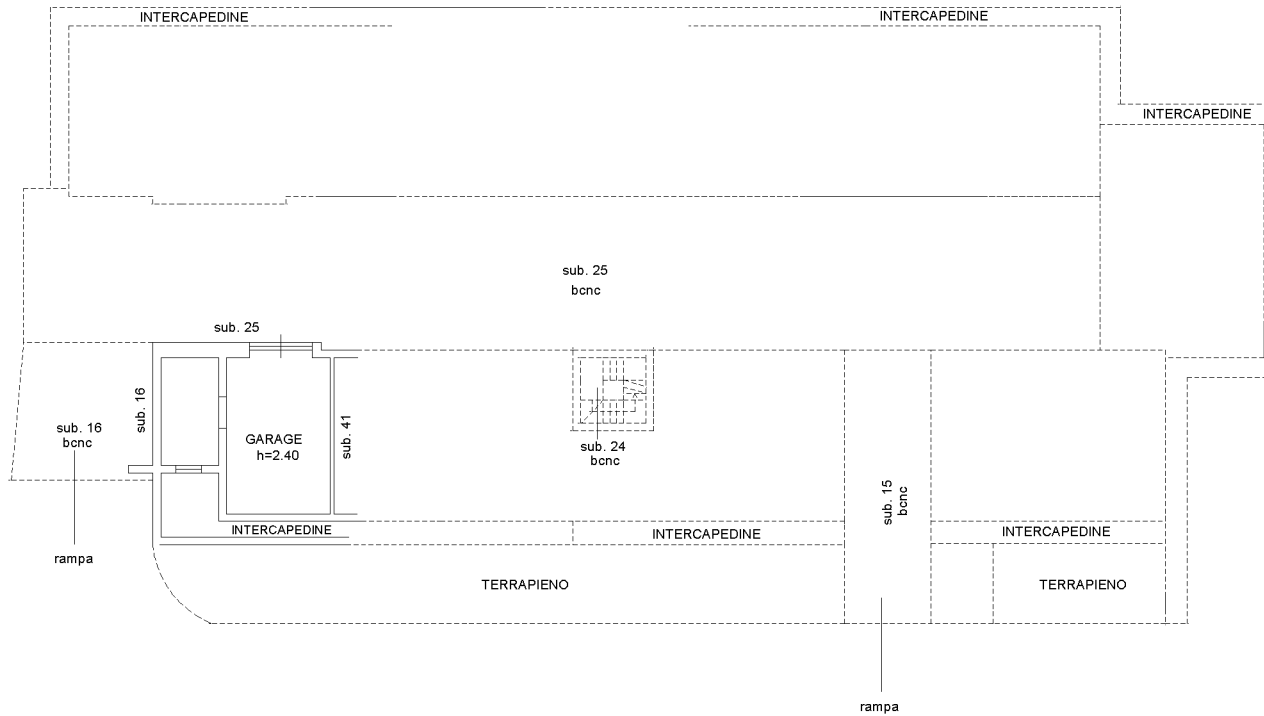 INTERCAPEDINE
INTERCAPEDINE
INTERCAPEDINE
sub. 25
bcnc
sub. 25
sub. 16
sub. 16
bcnc
GARAGE
h=2.40
sub. 41
sub. 24
bcnc
sub. 15
bcnc
INTERCAPEDINE
INTERCAPEDINE
INTERCAPEDINE
rampa
TERRAPIENO
TERRAPIENO
rampa